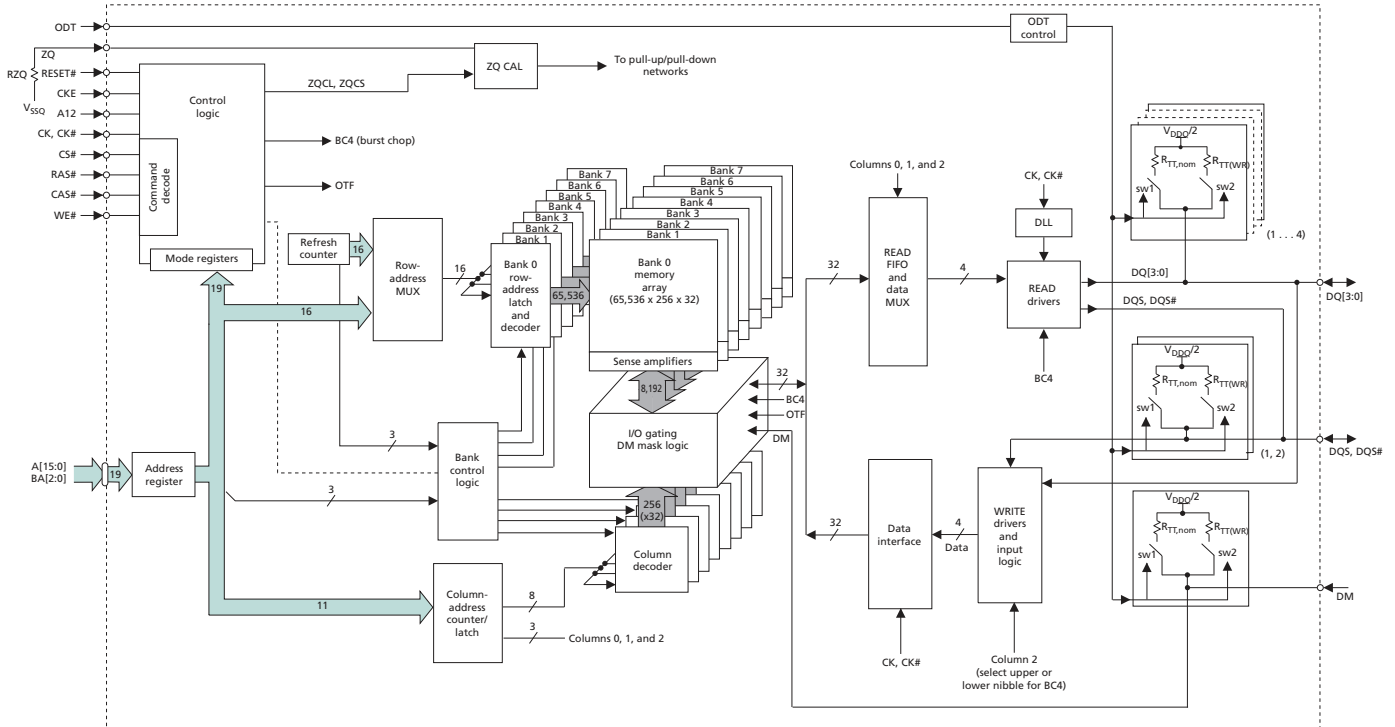 ODT
ODT
control
ZQ
RZQ
VSSQ
RESET#
CKE
A12
CK, CK#
CS#
RAS#
CAS#
WE#
Control
logic
Command
decode
Mode registers
ZQCL, ZQCS
ZQ CAL
To pull-up/pull-down
networks
BC4 (burst chop)
OTF
Refresh
counter
16
Row-
address
MUX
16
19
16
Bank 7
Bank 6
Bank 5
Bank 4
Bank 3
Bank 2
Bank 1
Bank 0
row-
address
latch
and
decoder
65,536
Bank 7
Bank 6
Bank 5
Bank 4
Bank 3
Bank 2
Bank 1
Bank 0
memory
array
(65,536 x 256 x 32)
Sense amplifiers
8,192
32
BC4
OTF
DM
I/O gating
DM mask logic
256
(x32)
Column
decoder
3
3
Bank
control
logic
A[15:0]
BA[2:0]
19
Address
register
11
Column-
address
counter/
latch
8
3
Columns 0, 1, and 2
Columns 0, 1, and 2
32
READ
FIFO
and
data
MUX
4
CK, CK#
DLL
READ
drivers
BC4
DQ[3:0]
DQS, DQS#
32
Data
interface
CK, CK#
4
Data
WRITE
drivers
and
input
logic
Column 2
(select upper or
lower nibble for BC4)
VDDQ/2
RTT,nom
RTT(WR)
sw1
sw2
(1 . . . 4)
DQ[3:0]
VDDQ/2
RTT,nom
RTT(WR)
sw1
sw2
(1, 2)
DQS, DQS#
VDDQ/2
RTT,nom
RTT(WR)
sw1
sw2
DM